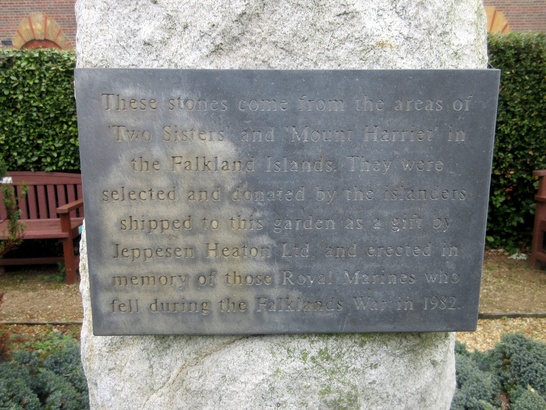 These stones come from the areas of
'Two Sisters' and 'Mount Harriet' in
the Falkland Islands. They were
selected and donated by the islanders
shipped to this garden as a gift by
Jeppesen Heaton Ltd and erected in
memory of those Royal Marines who
fell during the Falklands War in 1982.